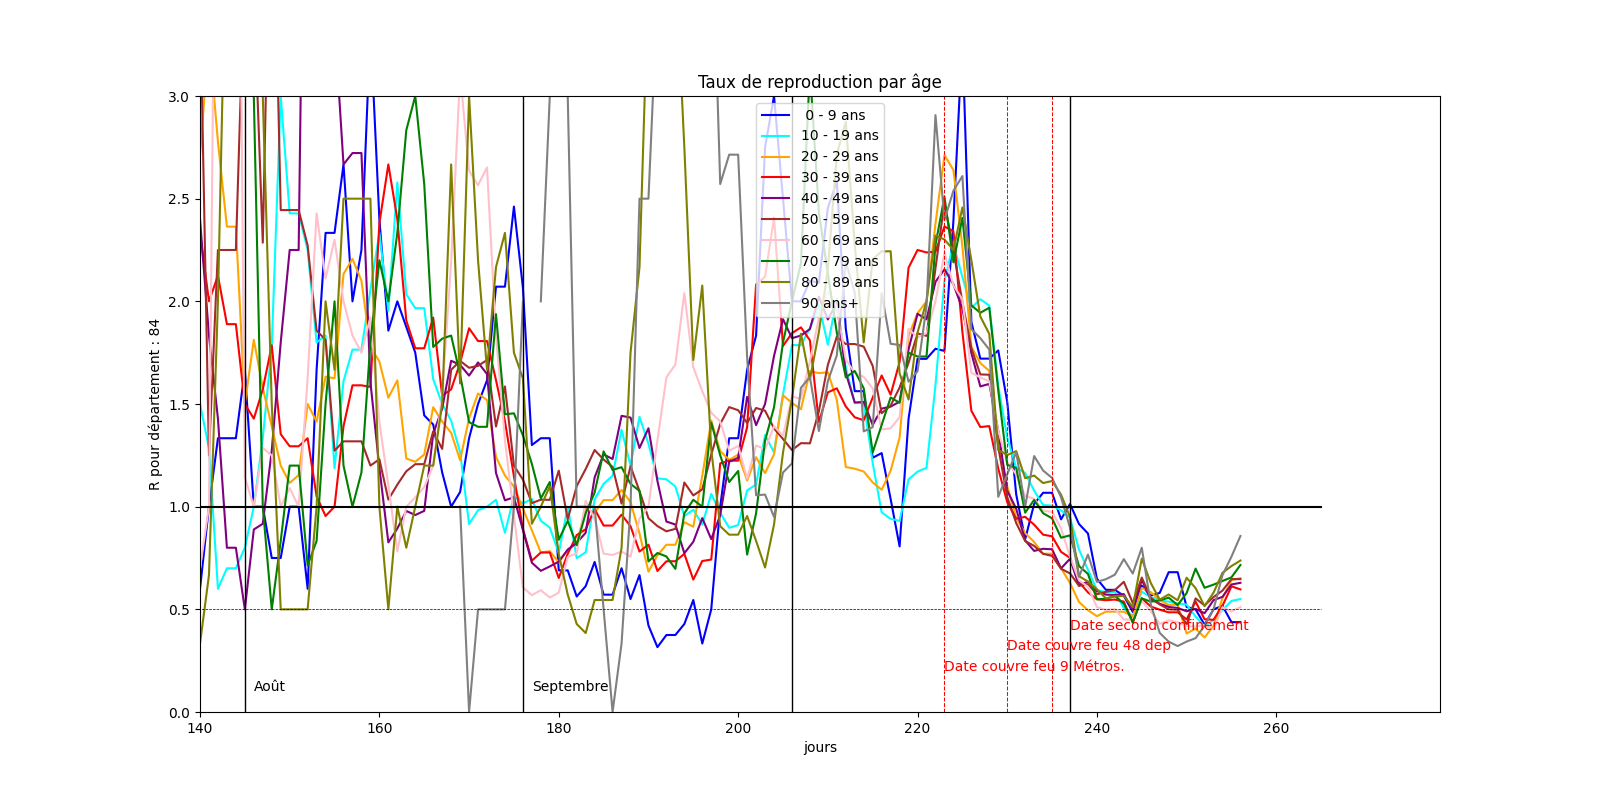 Taux de reproduction par âge
3.0
2.5
2.0
1.5
1.0
0.5
0.0
R pour département : 84
0 - 9 ans
10 - 19 ans
20 - 29 ans
30 - 39 ans
40 - 49 ans
50 - 59 ans
60 - 69 ans
70 - 79 ans
80 - 89 ans
90 ans+
Date second confinement
Date couvre feu 48 dep
Date couvre feu 9 Métros.
Août
Septembre
140
160
180
200
220
240
260
jours